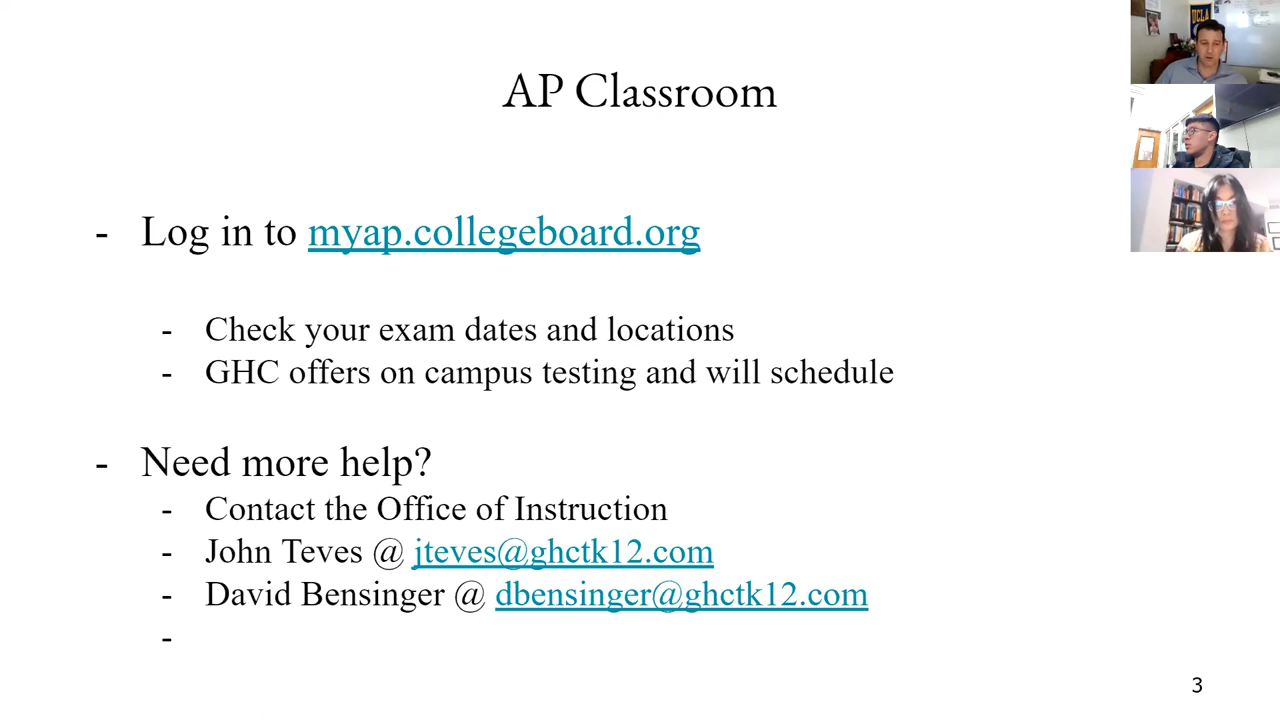 AP Classroom
UCLA
- Log in to myap.collegeboard.org
- Check your exam dates and locations
- GHC offers on campus testing and will schedule
- Need more help?
- Contact the Office of Instruction
- John Teves @ jteves@ghctk12.com
- David Bensinger @ dbensinger@ghctk12.com
-
3